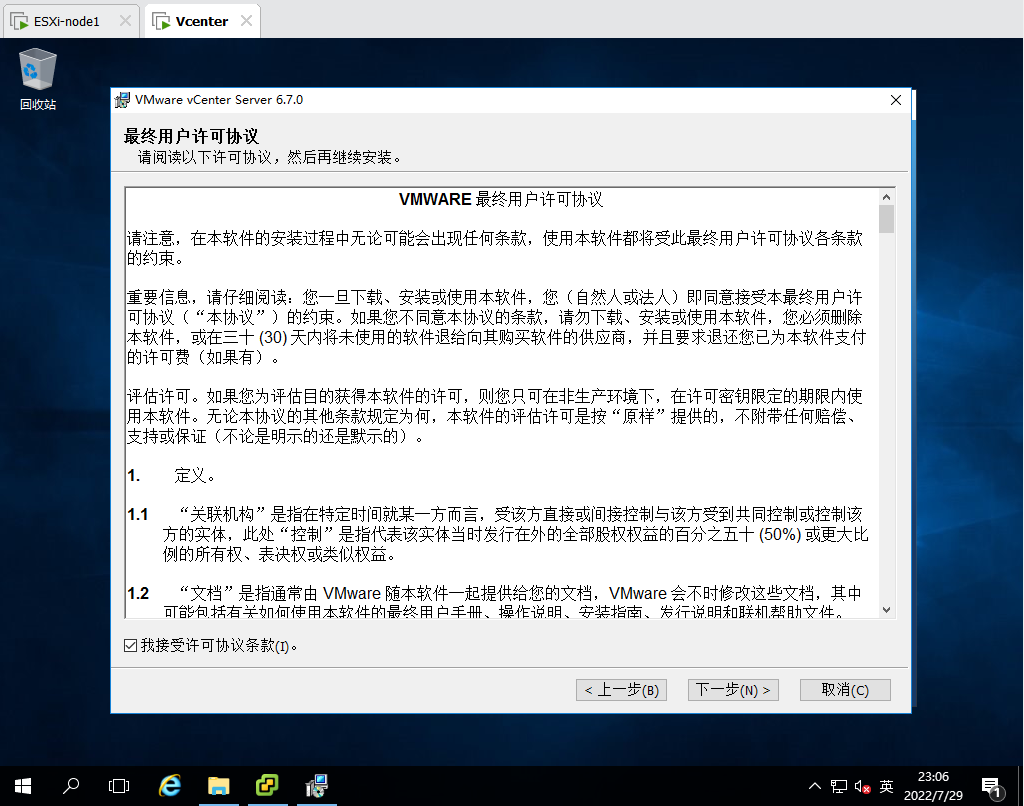 ESXi-node1
Vcenter
回收站
VMware vCenter Server 6.7.0
最终用户许可协议
请阅读以下许可协议，然后再继续安装。
VMWARE 最终用户许可协议
请注意，在本软件的安装过程中无论可能会出现任何条款，使用本软件都将受此最终用户许可协议各条款
的约束。
重要信息，请仔细阅读：您一旦下载、安装或使用本软件，您（自然人或法人）即同意接受本最终用户许
可协议（“本协议”）的约束。如果您不同意本协议的条款，请勿下载、安装或使用本软件，您必须删除
本软件，或在三十 (30) 天内将未使用的软件退给向其购买软件的供应商，并且要求退还您已为本软件支付
的许可费（如果有）。
评估许可。如果您为评估目的获得本软件的许可，则您只可在非生产环境下，在许可密钥限定的期限内使
用本软件。无论本协议的其他条款规定为何，本软件的评估许可是按“原样”提供的，不附带任何赔偿、
支持或保证（不论是明示的还是默示的）。
1. 定义。
1.1 “关联机构”是指在特定时间就某一方而言，受该方直接或间接控制与该方受到共同控制或控制该
方的实体，此处“控制”是指代表该实体当时发行在外的全部股权权益的百分之五十 (50%) 或更大比
例的所有权、表决权或类似权益。
1.2 “文档”是指通常由 VMware 随本软件一起提供给您的文档，VMware 会不时修改这些文档，其中
可能包括有关如何使用本软件的最终用户手册、操作说明、安装指南、发行说明和联机帮助文件。
我接受许可协议条款(I)。
< 上一步(B)
下一步(N) >
取消(C)
英
23:06
2022/7/29
1